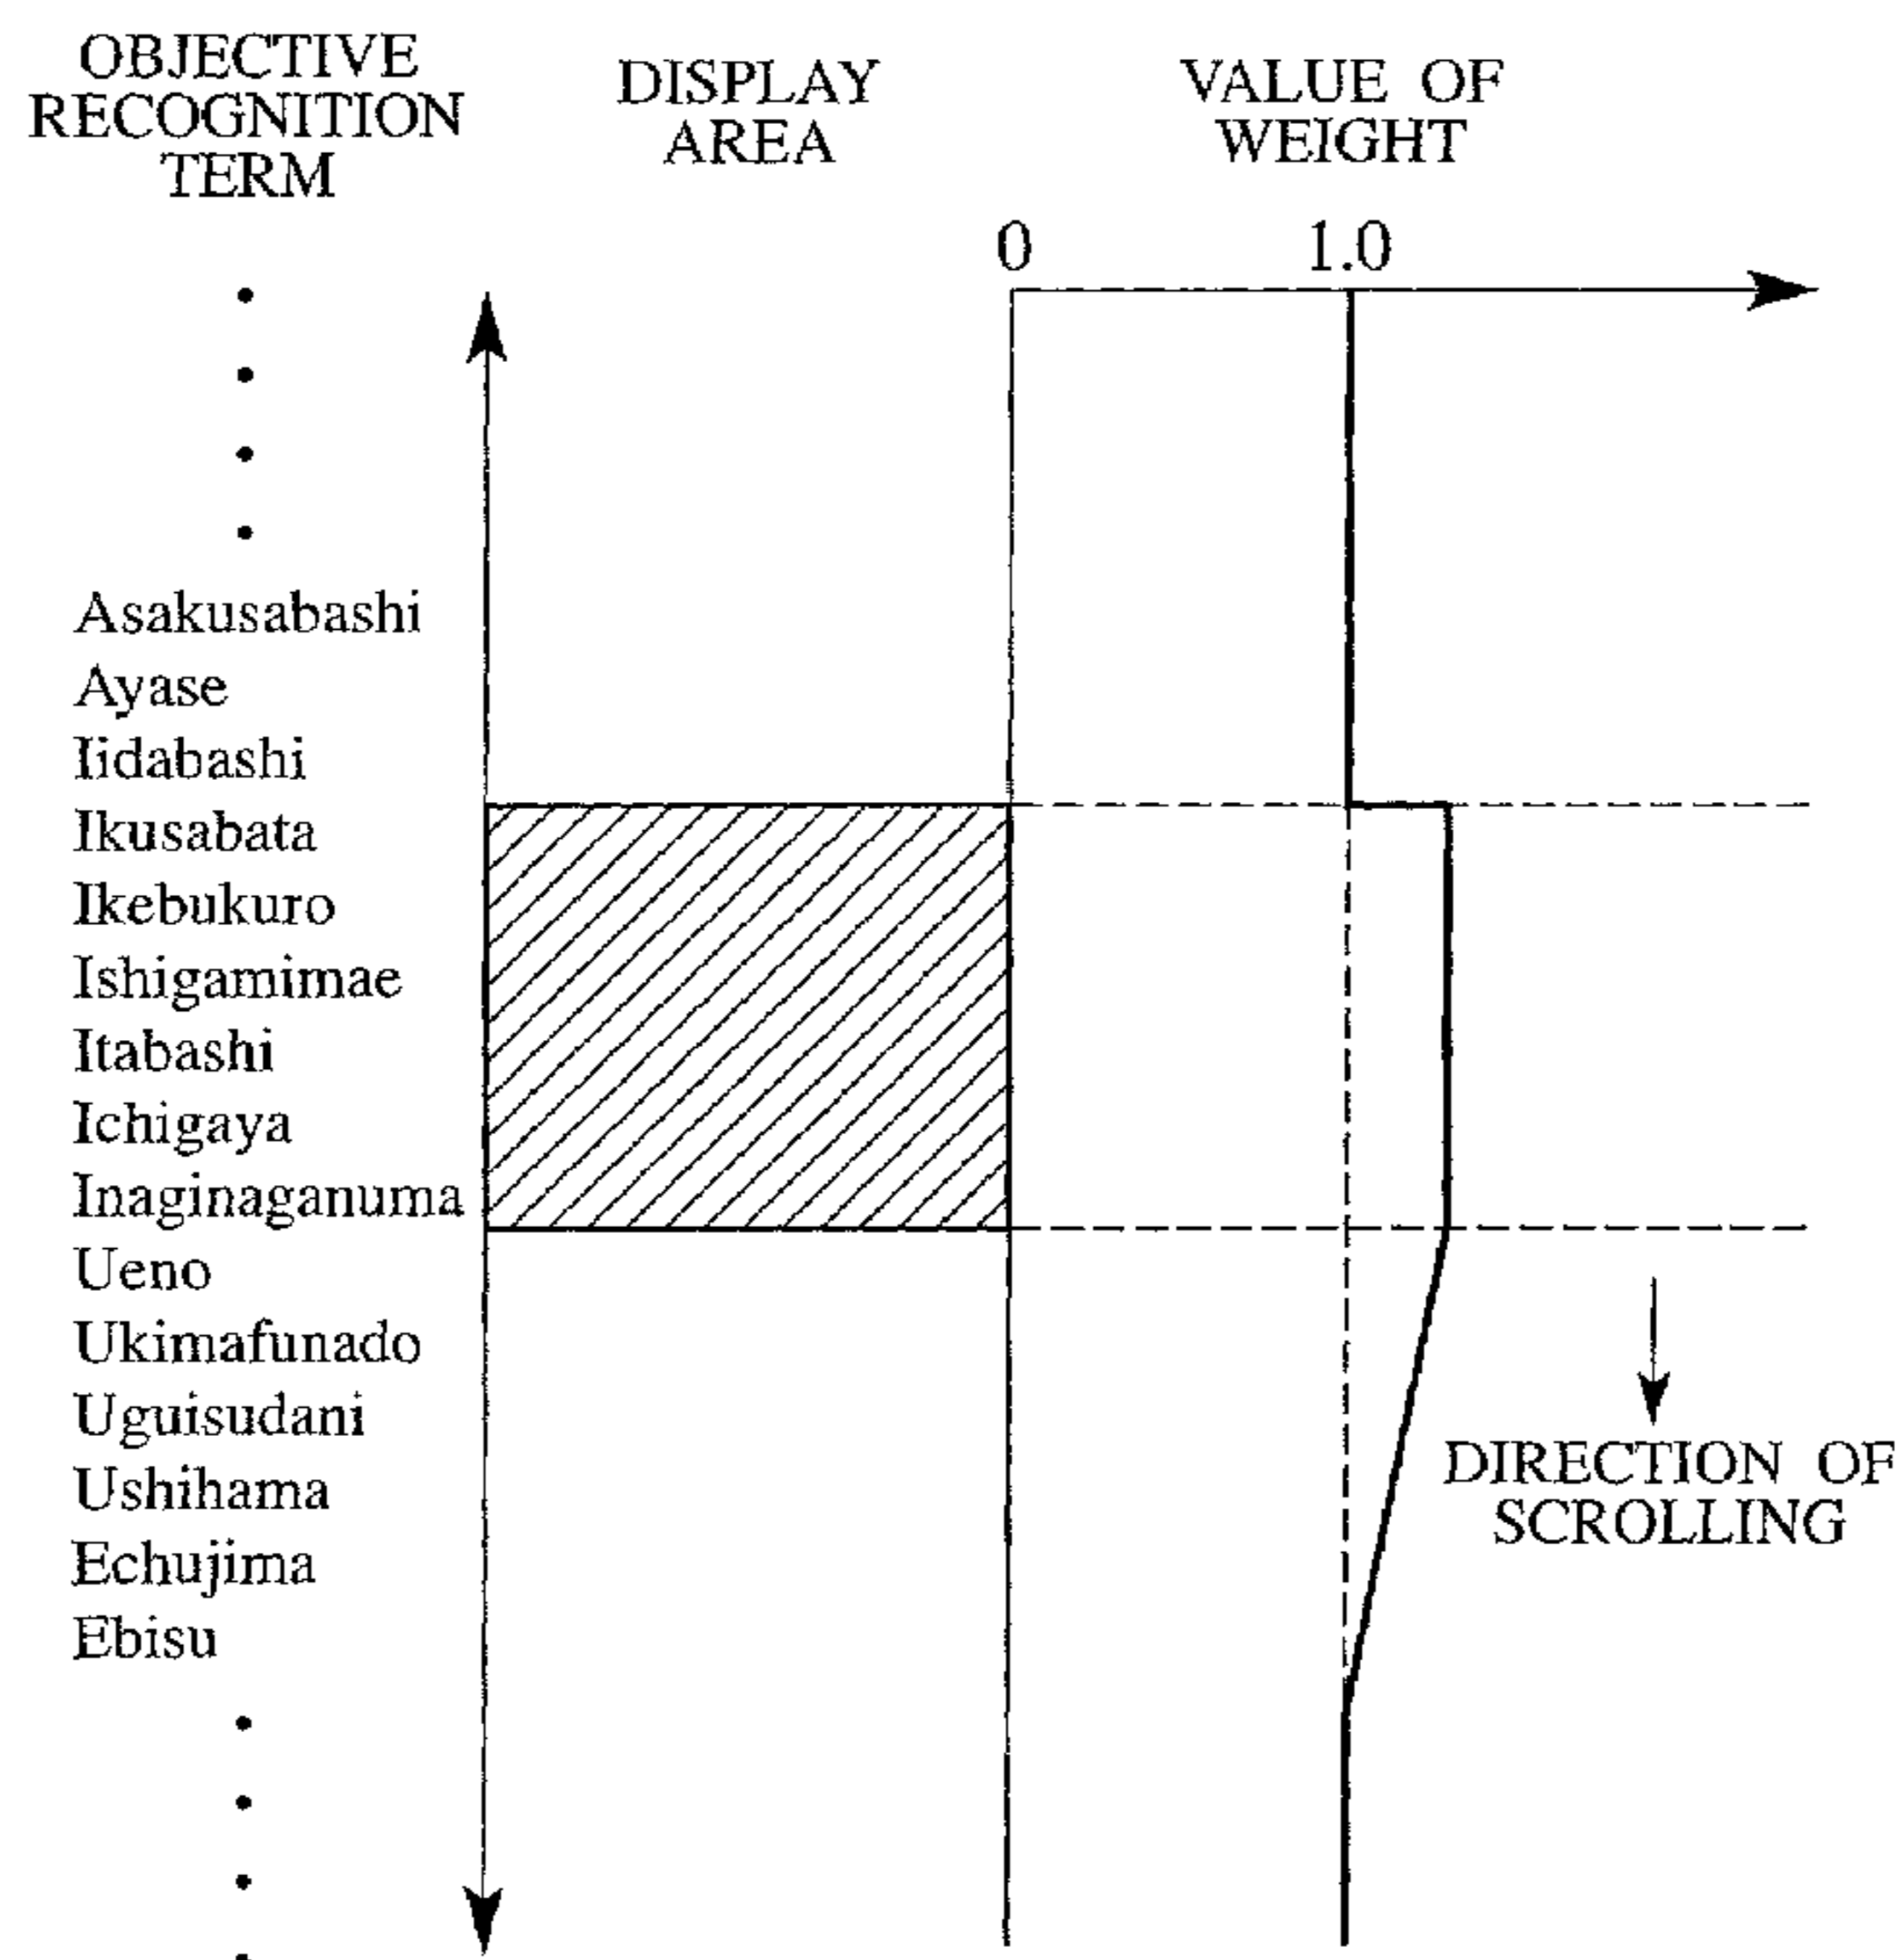 OBJECTIVE
RECOGNITION
TERM
DISPLAY
AREA
VALUE OF
WEIGHT
0
1.0
Asakusabashi
Ayase
Iidabashi
Ikusabata
Ikebukuro
Ishigamimae
Itabashi
Ichigaya
Inaginaganuma
Ueno
Ukimafunado
Uguisudani
Ushihama
Echujima
Ebisu
DIRECTION OF
SCROLLING